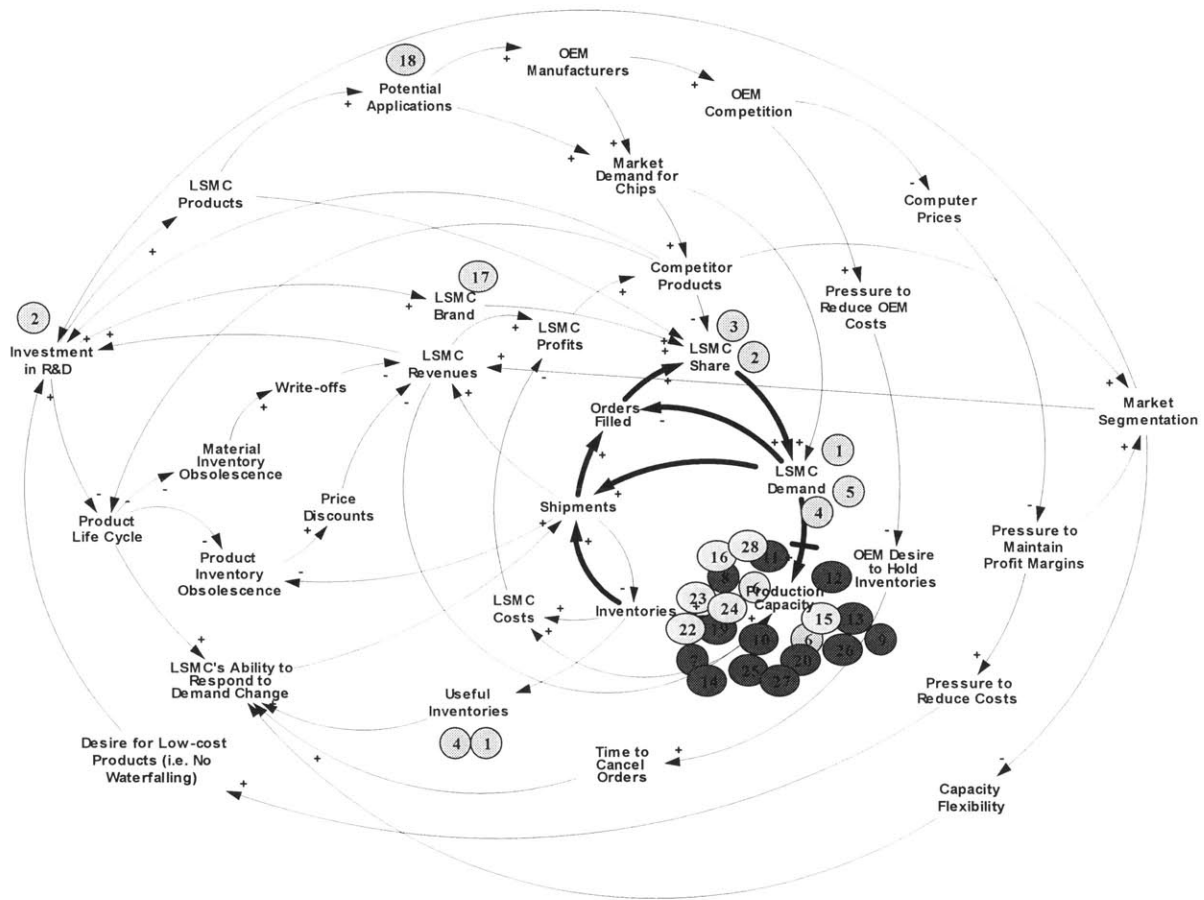 18
OEM
Manufacturers
+
Potential
Applications
+
+
OEM
Competition
+
+
Market
Demand for
Chips
-
Computer
Prices
LSMC
Products
+
+
Competitor
Products
+
+
Pressure to
Reduce OEM
Costs
17
LSMC
Brand
+
+
LSMC
Profits
-
3
LSMC
Share
2
+
+
+
+
2
Investment
in R&D
+
+
+
LSMC
Revenues
+
-
-
+
-
Write-offs
+
+
Market
Segmentation
+
Orders
Filled
-
+
+
1
LSMC
Demand
5
4
Material
Inventory
Obsolescence
-
-
Product
Life Cycle
Price
Discounts
+
Shipments
+
+
+
-
-
Product
Inventory
Obsolescence
-
-
Pressure to
Maintain
Profit Margins
-
OEM Desire
to Hold
Inventories
16
28
11
+
12
8
6
Production
Capacity
23
24
+
+
LSMC
Costs
+
+
-
Inventories
22
19
10
15
13
6
26
9
7
14
25
27
20
+
LSMC's Ability to
Respond to
Demand Change
+
+
Useful
Inventories
4
1
+
Pressure to
Reduce Costs
Desire for Low-cost
Products (i.e. No
Waterfalling)
+
+
Time to
Cancel
Orders
+
-
Capacity
Flexibility